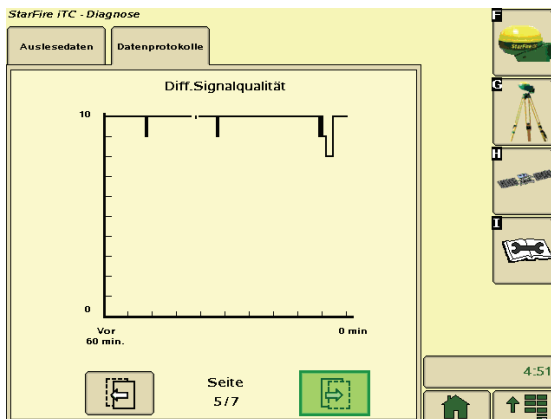 StarFire iTC - Diagnose
Auslesedaten
Datenprotokolle
Diff.Signalqualität
10
0
Vor
60 min.
0 min
Seite
5/7
F
StarFire
G
H
I
4:51